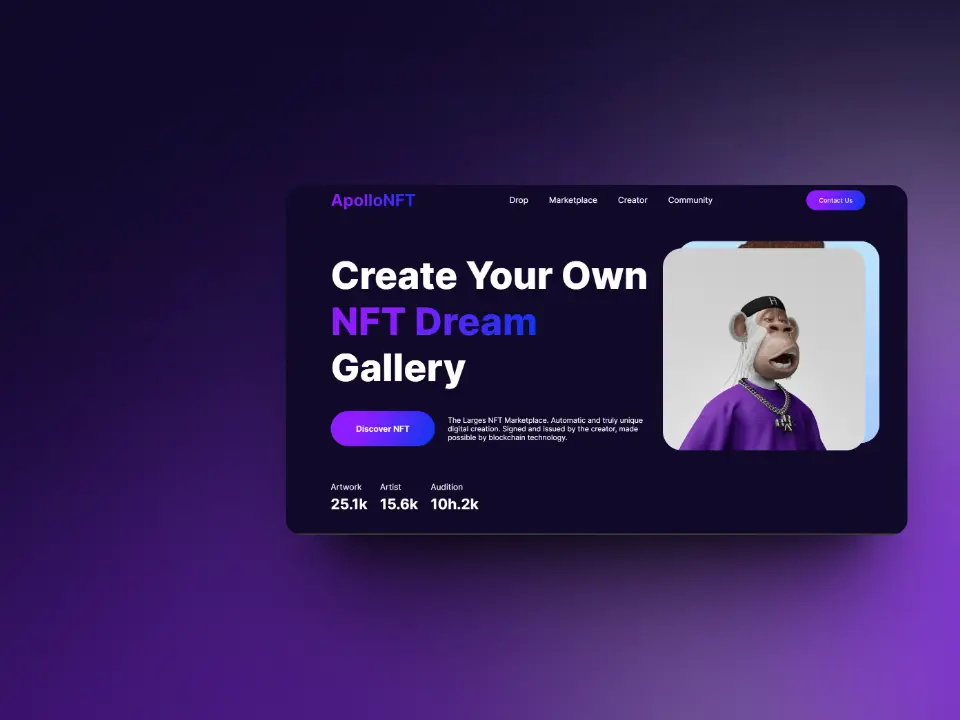 ApolloNFT
Drop
Marketplace
Creator
Community
Contact Us
Create Your Own
NFT Dream
Gallery
Discover NFT
The Larges NFT Marketplace. Automatic and truly unique
digital creation. Signed and issued by the creator, made
possible by blockchain technology.
Artwork
Artist
Audition
25.1k
15.6k
10h.2k
H